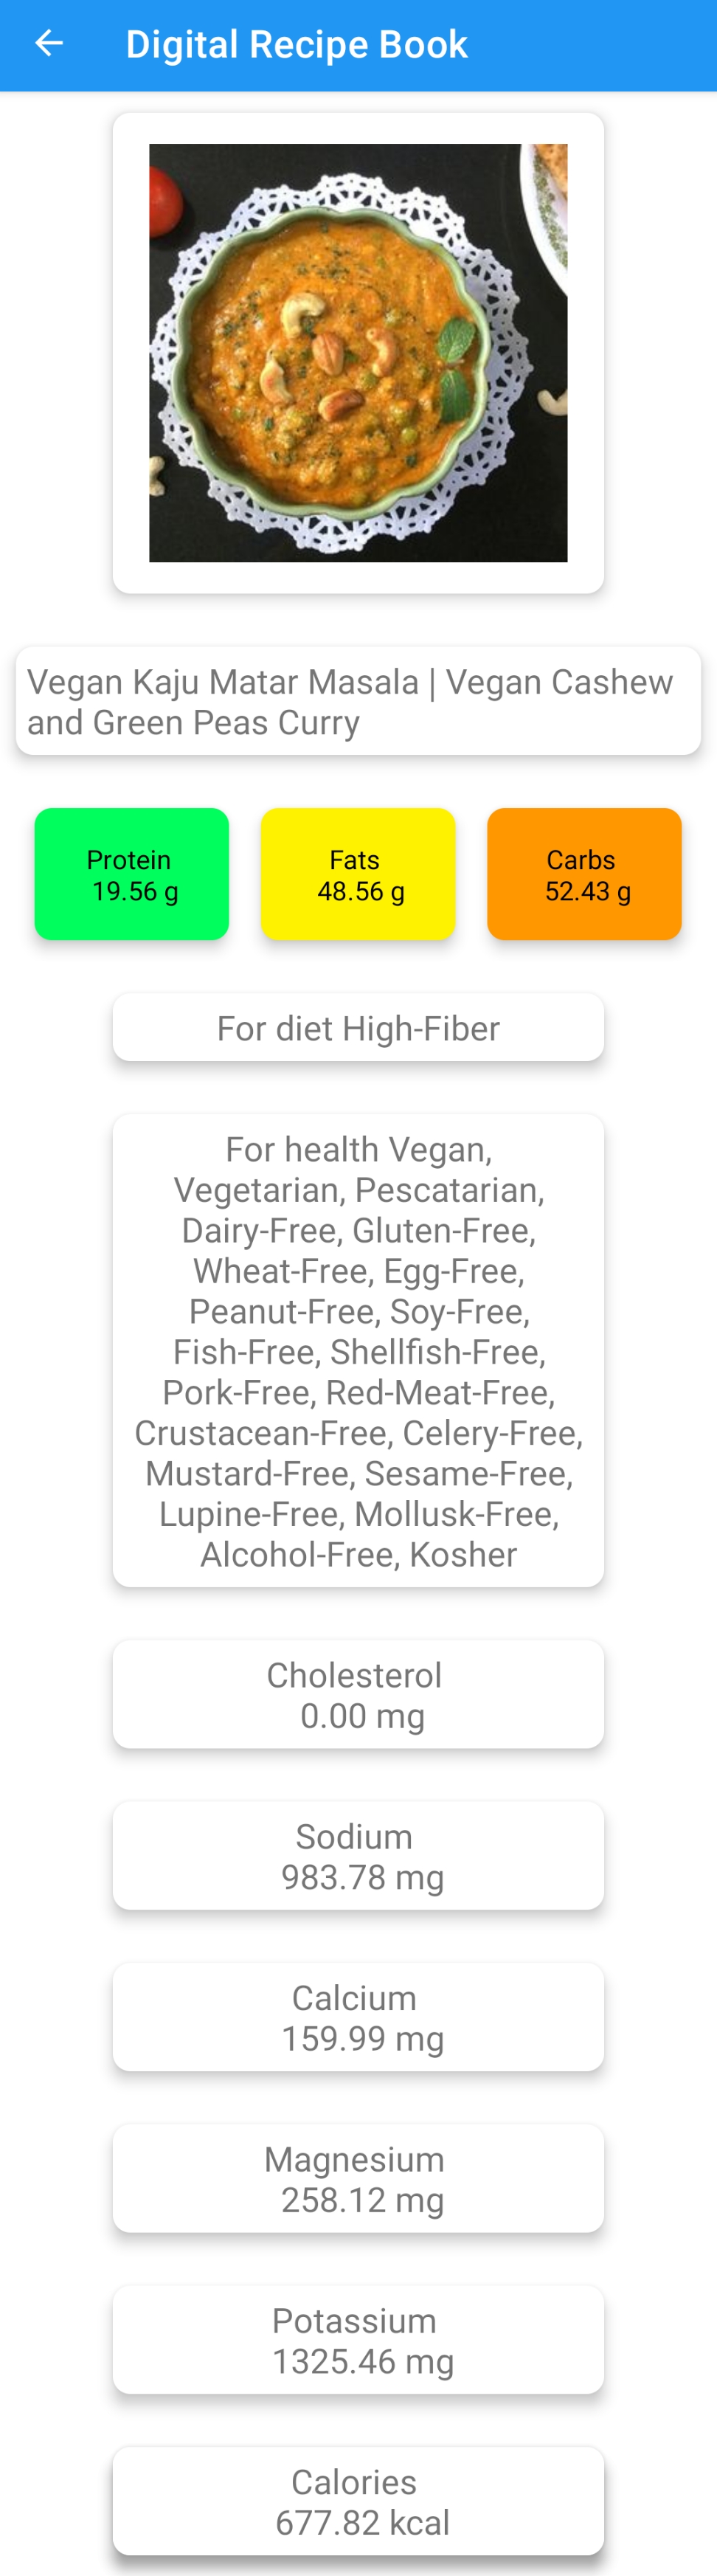 Digital Recipe Book
Vegan Kaju Matar Masala | Vegan Cashew
and Green Peas Curry
Protein
19.56 g
Fats
48.56 g
Carbs
52.43 g
For diet High-Fiber
For health Vegan,
Vegetarian, Pescatarian,
Dairy-Free, Gluten-Free,
Wheat-Free, Egg-Free,
Peanut-Free, Soy-Free,
Fish-Free, Shellfish-Free,
Pork-Free, Red-Meat-Free,
Crustacean-Free, Celery-Free,
Mustard-Free, Sesame-Free,
Lupine-Free, Mollusk-Free,
Alcohol-Free, Kosher
Cholesterol
0.00 mg
Sodium
983.78 mg
Calcium
159.99 mg
Magnesium
258.12 mg
Potassium
1325.46 mg
Calories
677.82 kcal